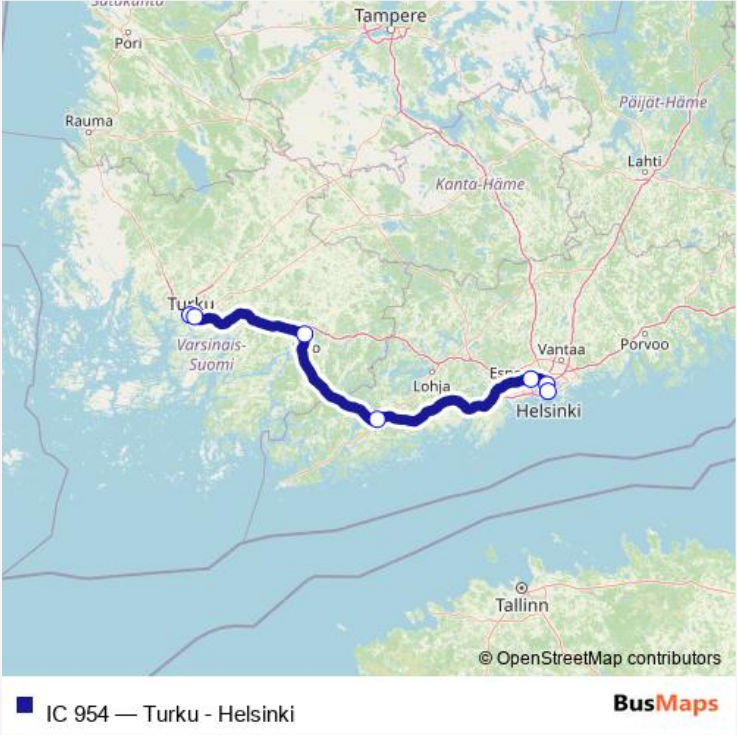 Satakunta
Tampere
Pori
Rauma
Päijät-Häme
Lahti
Kanta-Häme
Turku
Varsinais-
Suomi
Vantaa
Porvoo
Lohja
Helsinki
Tallinn
© OpenStreetMap contributors
IC 954 — Turku - Helsinki
BusMaps